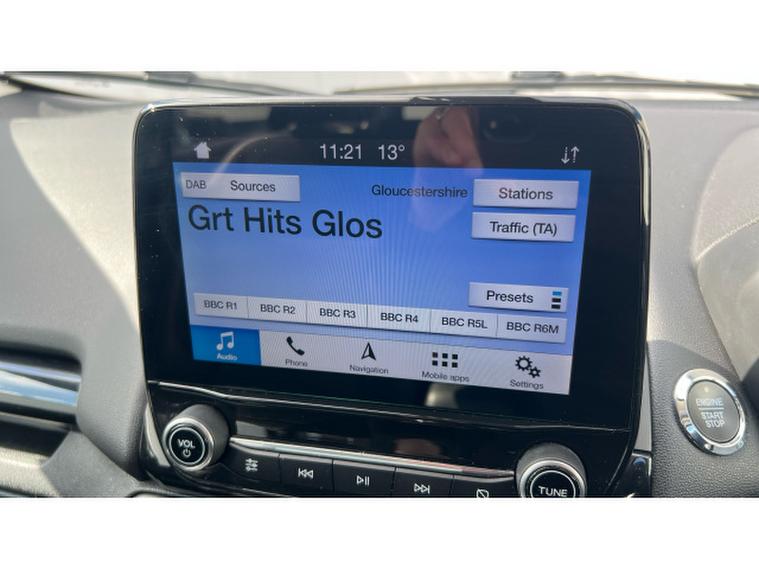 11:21 13°
DAB Sources
Gloucestershire Stations
Grt Hits Glos
Traffic (TA)
Presets
BBC R1 BBC R2 BBC R3 BBC R4 BBC R5L BBC R6M
Audio Phone Navigation Mobile apps Settings
ENGINE
START
STOP
VOL
TUNE